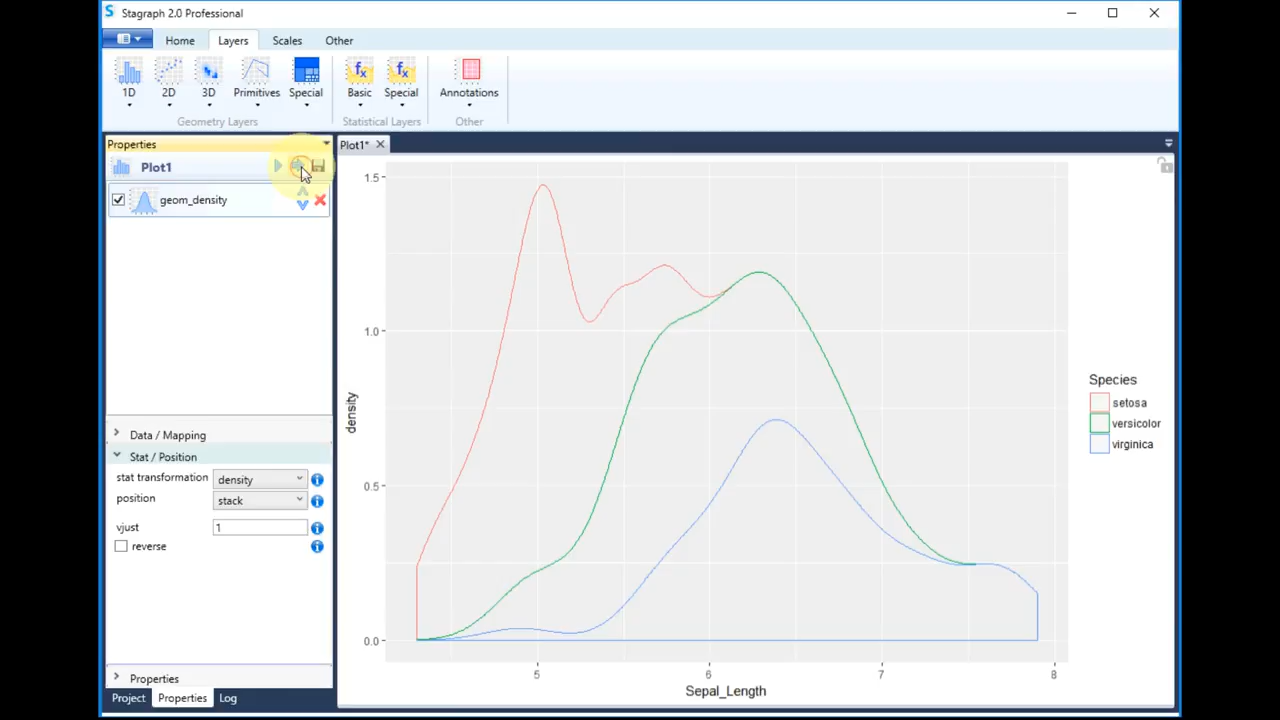 Stagraph 2.0 Professional
Home Layers Scales Other
1D 2D 3D Primitives Special Basic Special Annotations
Geometry Layers Statistical Layers Other
Properties
Plot1* 
Plot1
geom_density
Data / Mapping
Stat / Position
stat transformation density
position stack
vjust 1
reverse
Properties
Project Properties Log
1.5
1.0
0.5
0.0
density
5 6 7 8
Sepal_Length
Species
setosa
versicolor
virginica